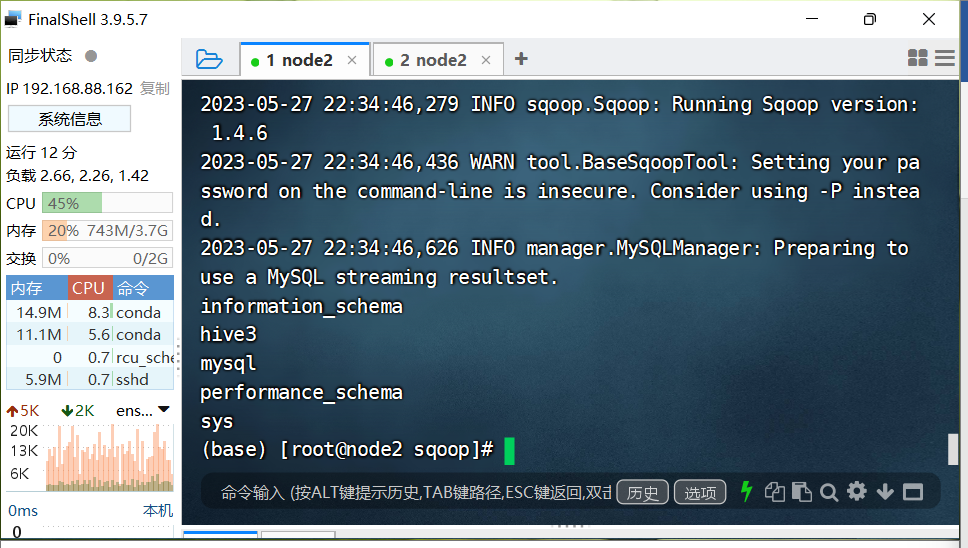 FinalShell 3.9.5.7
同步状态
IP 192.168.88.162 复制
系统信息
运行 12 分
负载 2.66, 2.26, 1.42
CPU 45%
内存 20% 743M/3.7G
交换 0% 0/2G
内存 CPU 命令
14.9M 8.3 conda
11.1M 5.6 conda
0 0.7 rcu_sche
5.9M 0.7 sshd
5K 2K ens...
20K
13K
6K
0ms 本机
0
1 node2 × 2 node2 × +
2023-05-27 22:34:46,279 INFO sqoop.Sqoop: Running Sqoop version:
1.4.6
2023-05-27 22:34:46,436 WARN tool.BaseSqoopTool: Setting your pa
ssword on the command-line is insecure. Consider using -P instea
d.
2023-05-27 22:34:46,626 INFO manager.MySQLManager: Preparing to
use a MySQL streaming resultset.
information_schema
hive3
mysql
performance_schema
sys
(base) [root@node2 sqoop]#
命令输入 (按ALT键提示历史,TAB键路径,ESC键返回,双击 历史 选项